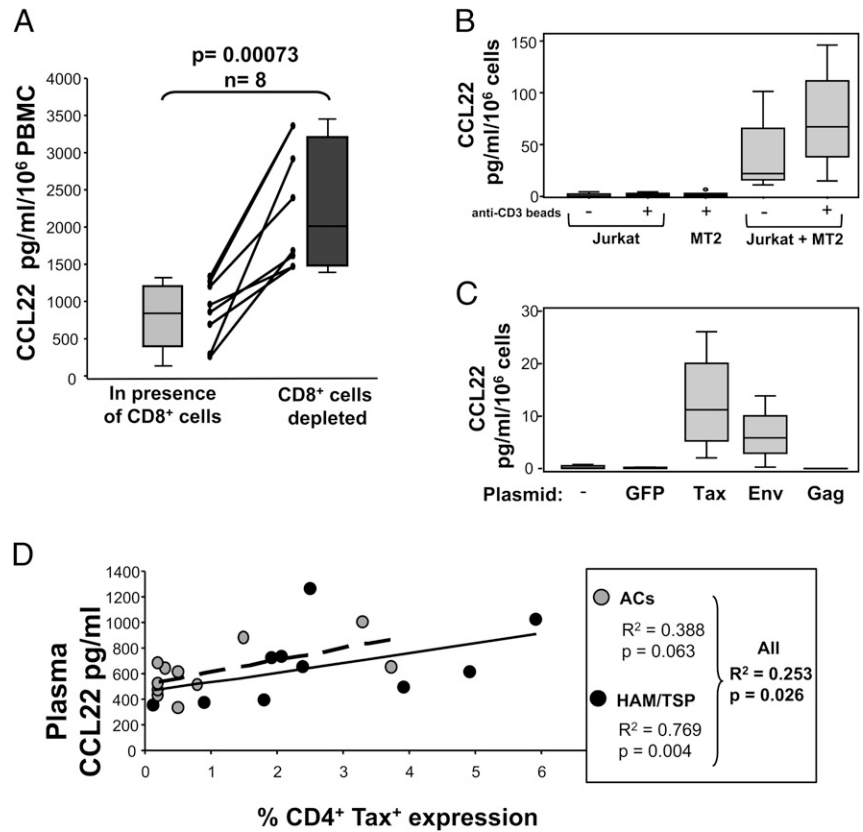 A
p= 0.00073
n= 8
CCL22 pg/ml/10⁶ PBMC
4000
3500
3000
2500
2000
1500
1000
500
0
In presence
of CD8⁺ cells
CD8⁺ cells
depleted
B
CCL22
pg/ml/10⁶ cells
150
100
50
0
anti-CD3 beads - + + - +
Jurkat MT2 Jurkat + MT2
C
CCL22
pg/ml/10⁶ cells
30
20
10
0
Plasmid: - GFP Tax Env Gag
D
Plasma
CCL22 pg/ml
1400
1200
1000
800
600
400
200
0
0 1 2 3 4 5 6
% CD4⁺ Tax⁺ expression
ACs
R² = 0.388
p = 0.063
HAM/TSP
R² = 0.769
p = 0.004
All
R² = 0.253
p = 0.026